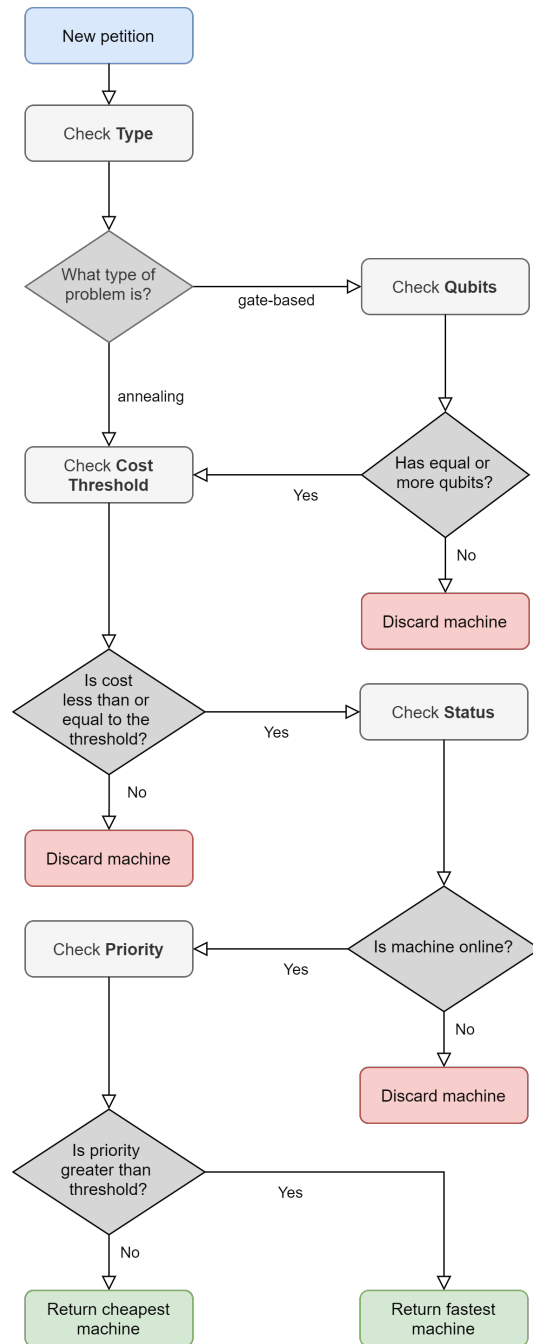 New petition
Check Type
What type of
problem is?
gate-based
Check Qubits
annealing
Check Cost
Threshold
Yes
Has equal or
more qubits?
No
Discard machine
Is cost
less than or
equal to the
threshold?
Yes
Check Status
No
Discard machine
Check Priority
Yes
Is machine online?
No
Discard machine
Is priority
greater than
threshold?
Yes
No
Return cheapest
machine
Return fastest
machine